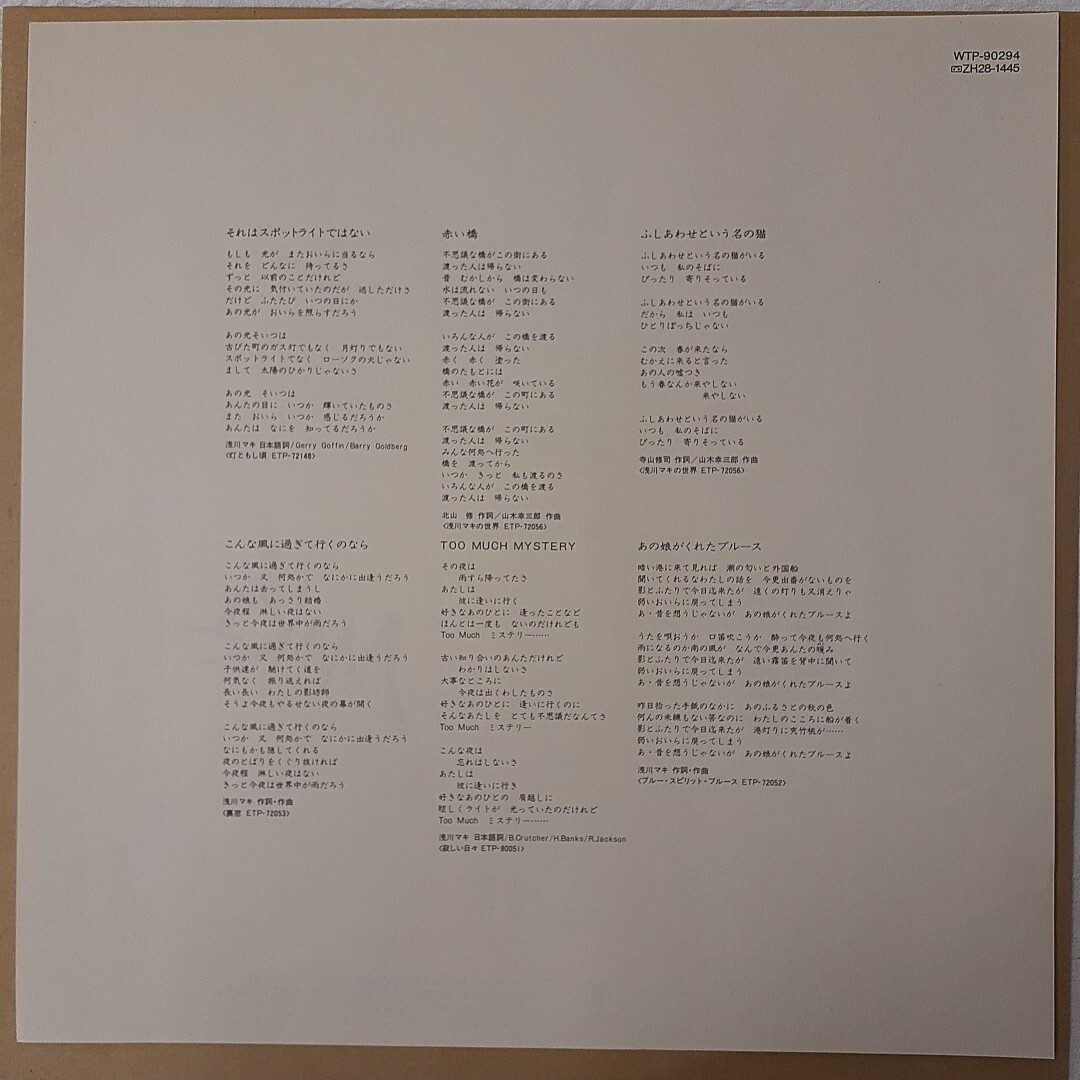 WTP-90294
ZH28-1445
それはスポットライトではない
もしも　光が　またおいらに当るなら
それを　どんなに　待ってるさ
ずっと　以前のことだけれど
その光に　気付いていたのだが　逃しただけさ
だけど　ふたたび　いつの日にか
あの光が　おいらを照らすだろう
あの光そいつは
古びた町のガス灯でもなく　月灯りでもない
スポットライトでなく　ローソクの火じゃない
まして　太陽のひかりじゃないさ
あの光　そいつは
あんたの目に　いつか　輝いていたものさ
また　おいら　いつか　感じるだろうか
あんたは　なにを　知ってるだろうか
浅川マキ 日本語詞/Gerry Goffin/Barry Goldberg
〈灯ともし頃 ETP-72148〉
赤い橋
不思議な橋がこの街にある
渡った人は帰らない
昔　むかしから　橋は変わらない
水は流れない　いつの日も
不思議な橋が　この街にある
渡った人は　帰らない
いろんな人が　この橋を渡る
渡った人は　帰らない
赤く　赤く　塗った
橋のたもとには
赤い　赤い花が　咲いている
不思議な橋が　この町にある
渡った人は　帰らない
不思議な橋が　この町にある
渡った人は　帰らない
みんな何処へ行った
橋を　渡ってから
いつか　きっと　私も渡るのさ
いろんな人が　この橋を渡る
渡った人は　帰らない
北山　修 作詞／山木幸三郎 作曲
〈浅川マキの世界 ETP-72056〉
ふしあわせという名の猫
ふしあわせという名の猫がいる
いつも　私のそばに
ぴったり　寄りそっている
ふしあわせという名の猫がいる
だから　私は　いつも
ひとりぼっちじゃない
この次　春が来たなら
むかえに来ると言った
あの人の嘘つき
もう春なんか来やしない
来やしない
ふしあわせという名の猫がいる
いつも　私のそばに
ぴったり　寄りそっている
寺山修司 作詞／山木幸三郎 作曲
〈浅川マキの世界 ETP-72056〉
こんな風に過ぎて行くのなら
こんな風に過ぎて行くのなら
いつか　又　何処かで　なにかに出逢うだろう
あんたは去ってしまうし
あの娘も　あっさり結婚
今夜程　淋しい夜はない
きっと今夜は世界中が雨だろう
こんな風に過ぎて行くのなら
いつか　又　何処かで　なにかに出逢うだろう
子供達が　馳けてく道を
何気なく　振り返えれば
長い長い　わたしの影坊師
そうよ今夜もやるせない夜の幕が開く
こんな風に過ぎて行くのなら
いつか　又　何処かで　なにかに出逢うだろう
なにもかも隠してくれる
夜のとばりをくぐり抜ければ
今夜程　淋しい夜はない
きっと今夜は世界中が雨だろう
浅川マキ 作詞・作曲
〈裏窓 ETP-72053〉
TOO MUCH MYSTERY
その夜は
雨すら降ってたさ
あたしは
彼に逢いに行く
好きなあのひとに　逢ったことなど
ほんとは一度も　ないのだけれども
Too Much　ミステリー……
古い知り合いのあんただけれど
わかりはしないさ
大事なところに
今夜は出くわしたものさ
好きなあのひとに　逢いに行くのに
そんなあたしを　とても不思議だなんてさ
Too Much　ミステリー
こんな夜は
忘れはしないさ
あたしは
彼に逢いに行き
好きなあのひとの　肩越しに
眩しくライトが　光っていたのだけれど
Too Much　ミステリー……
浅川マキ 日本語詞/B.Crutcher/H.Banks/R.Jackson
〈寂しい日々 ETP-80051〉
あの娘がくれたブルース
暗い港に来て見れば　潮の匂いと外国船
聞いてくれるなわたしの話を　今更出番がないものを
影とふたりで今日迄来たが　遠くの灯りも又消えりゃ
弱いおいらに戻ってしまう
あ・昔を想うじゃないが　あの娘がくれたブルースよ
うたを唄おうか　口笛吹こうか　酔って今夜も何処へ行く
雨になるのか南の風が　なんで今更あんたの暖み
影とふたりで今日迄来たが　遠い霧笛を背中に聞いて
弱いおいらに戻ってしまう
あ・昔を想うじゃないが　あの娘がくれたブルースよ
昨日拾った手紙のなかに　あのふるさとの秋の色
何んの未練もない筈なのに　わたしのこころに船が着く
影とふたりで今日迄来たが　港灯りに夾竹桃が……
弱いおいらに戻ってしまう
あ・昔を想うじゃないが　あの娘がくれたブルースよ
浅川マキ 作詞・作曲
〈ブルー・スピリット・ブルース ETP-72052〉